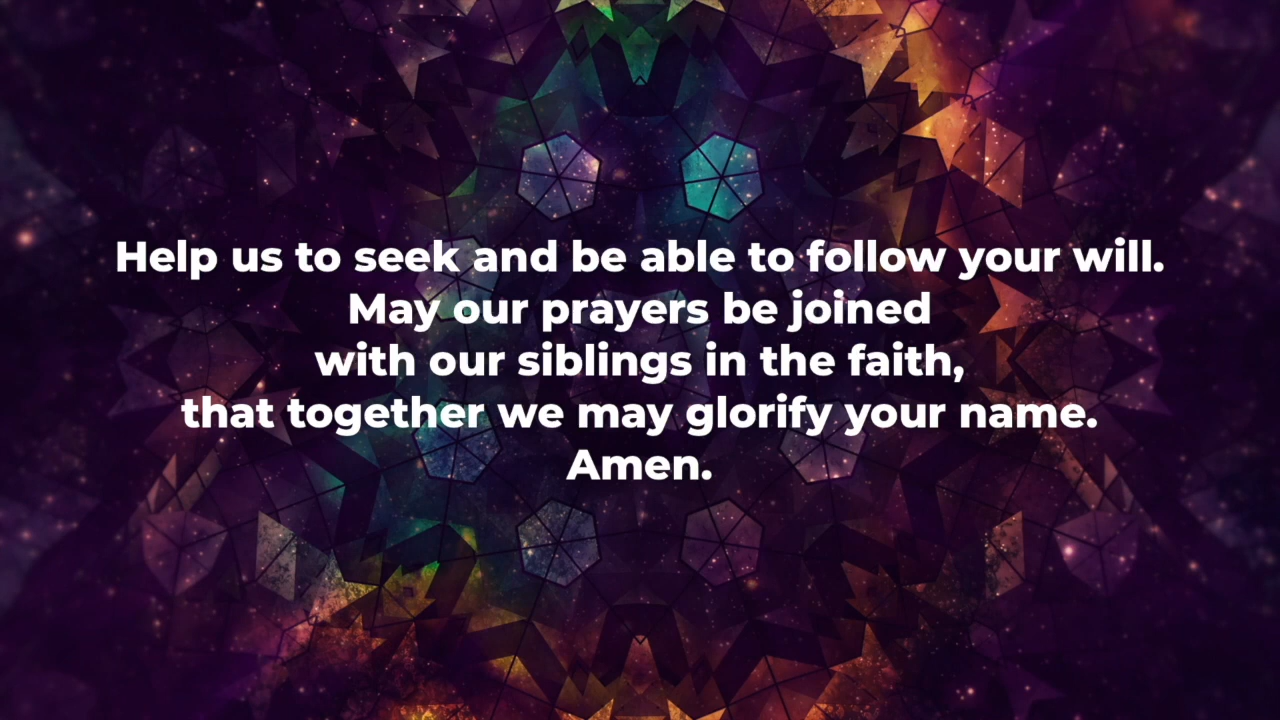 Help us to seek and be able to follow your will.
May our prayers be joined
with our siblings in the faith,
that together we may glorify your name.
Amen.